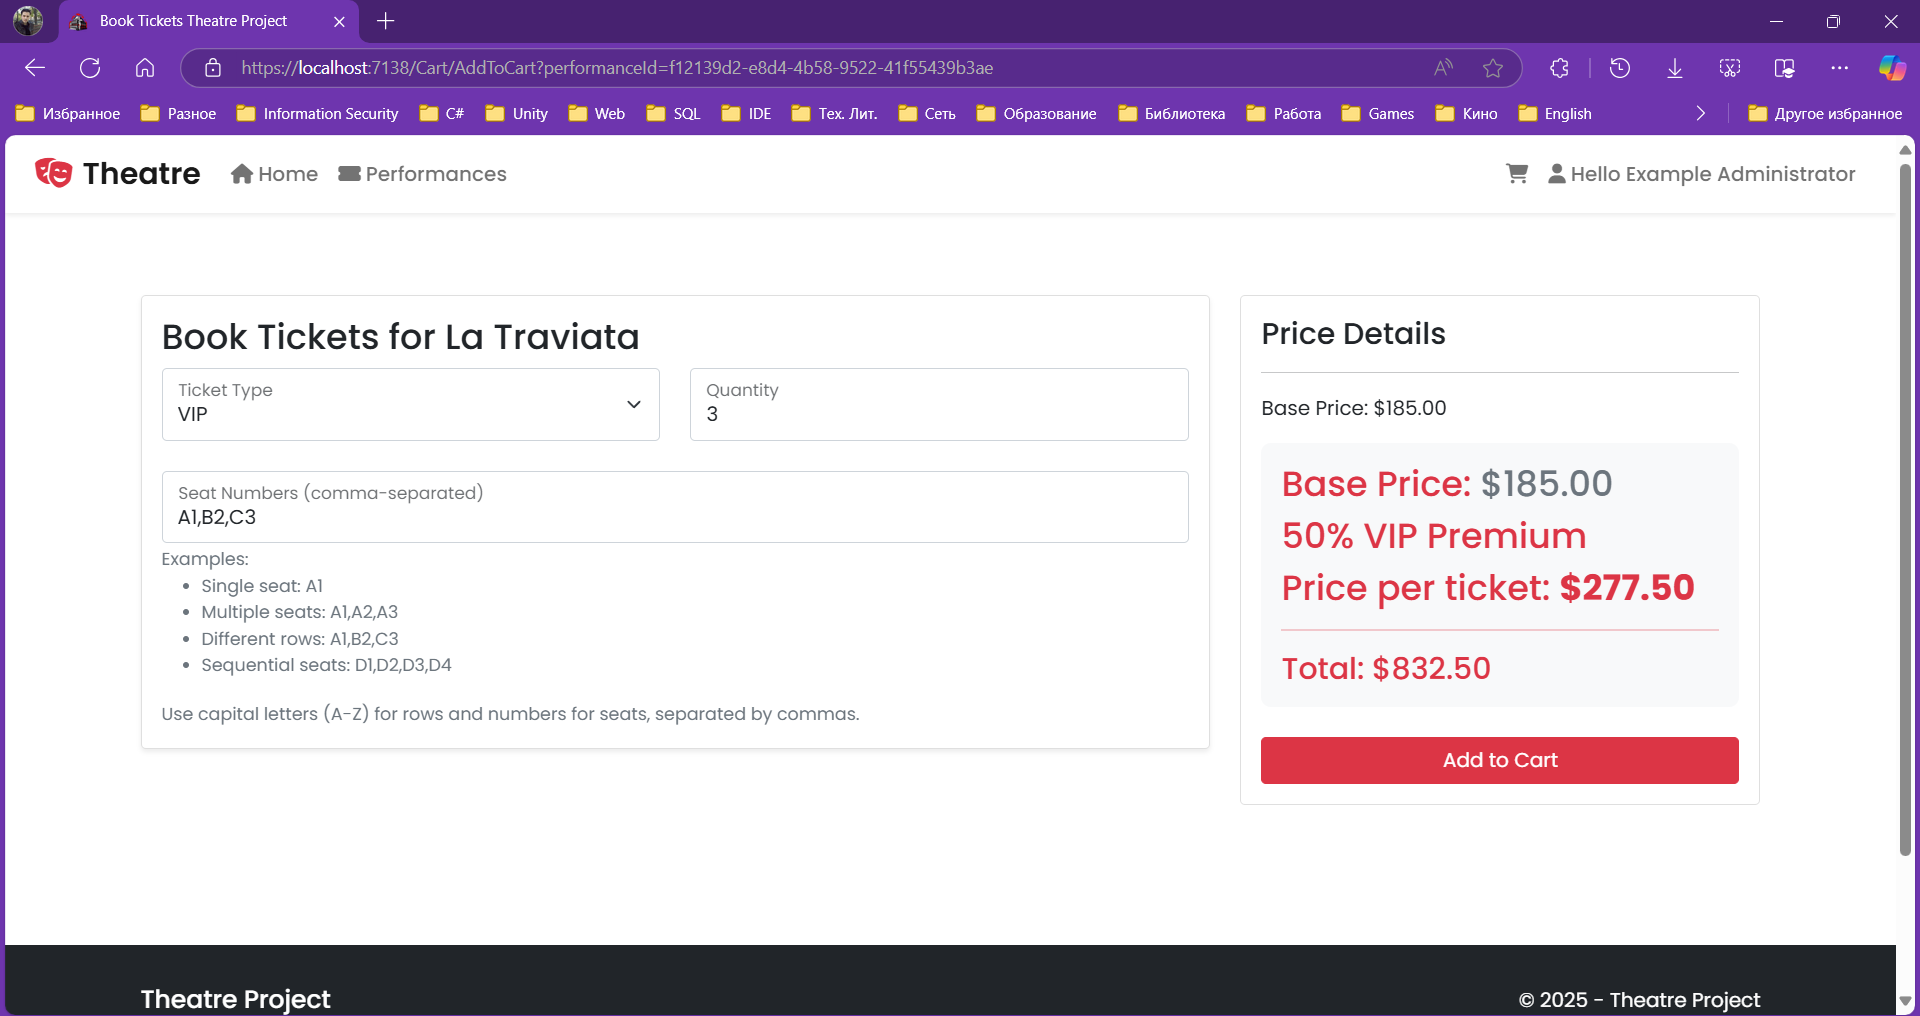 Book Tickets Theatre Project
https://localhost:7138/Cart/AddToCart?performanceId=f12139d2-e8d4-4b58-9522-41f55439b3ae
Избранное Разное Information Security C# Unity Web SQL IDE Тех. Лит. Сеть Образование Библиотека Работа Games Кино English Другое избранное
Theatre Home Performances Hello Example Administrator
Book Tickets for La Traviata
Ticket Type
VIP
Quantity
3
Seat Numbers (comma-separated)
A1,B2,C3
Examples:
• Single seat: A1
• Multiple seats: A1,A2,A3
• Different rows: A1,B2,C3
• Sequential seats: D1,D2,D3,D4
Use capital letters (A-Z) for rows and numbers for seats, separated by commas.
Price Details
Base Price: $185.00
Base Price: $185.00
50% VIP Premium
Price per ticket: $277.50
Total: $832.50
Add to Cart
Theatre Project
© 2025 - Theatre Project